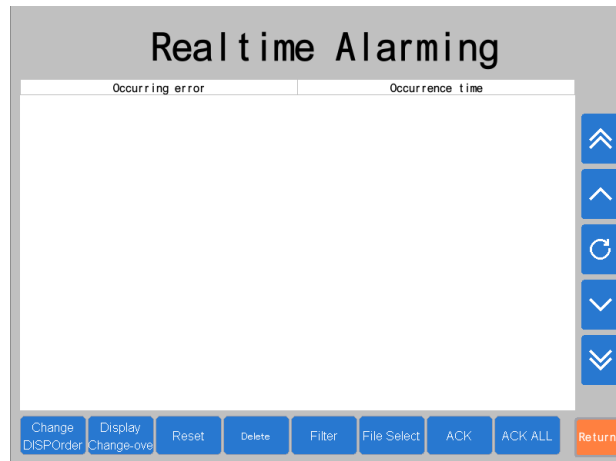 Realtime Alarming
Occurring error
Occurrence time
Change
DISPOrder
Display
Change-ove
Reset
Delete
Filter
File Select
ACK
ACK ALL
Return